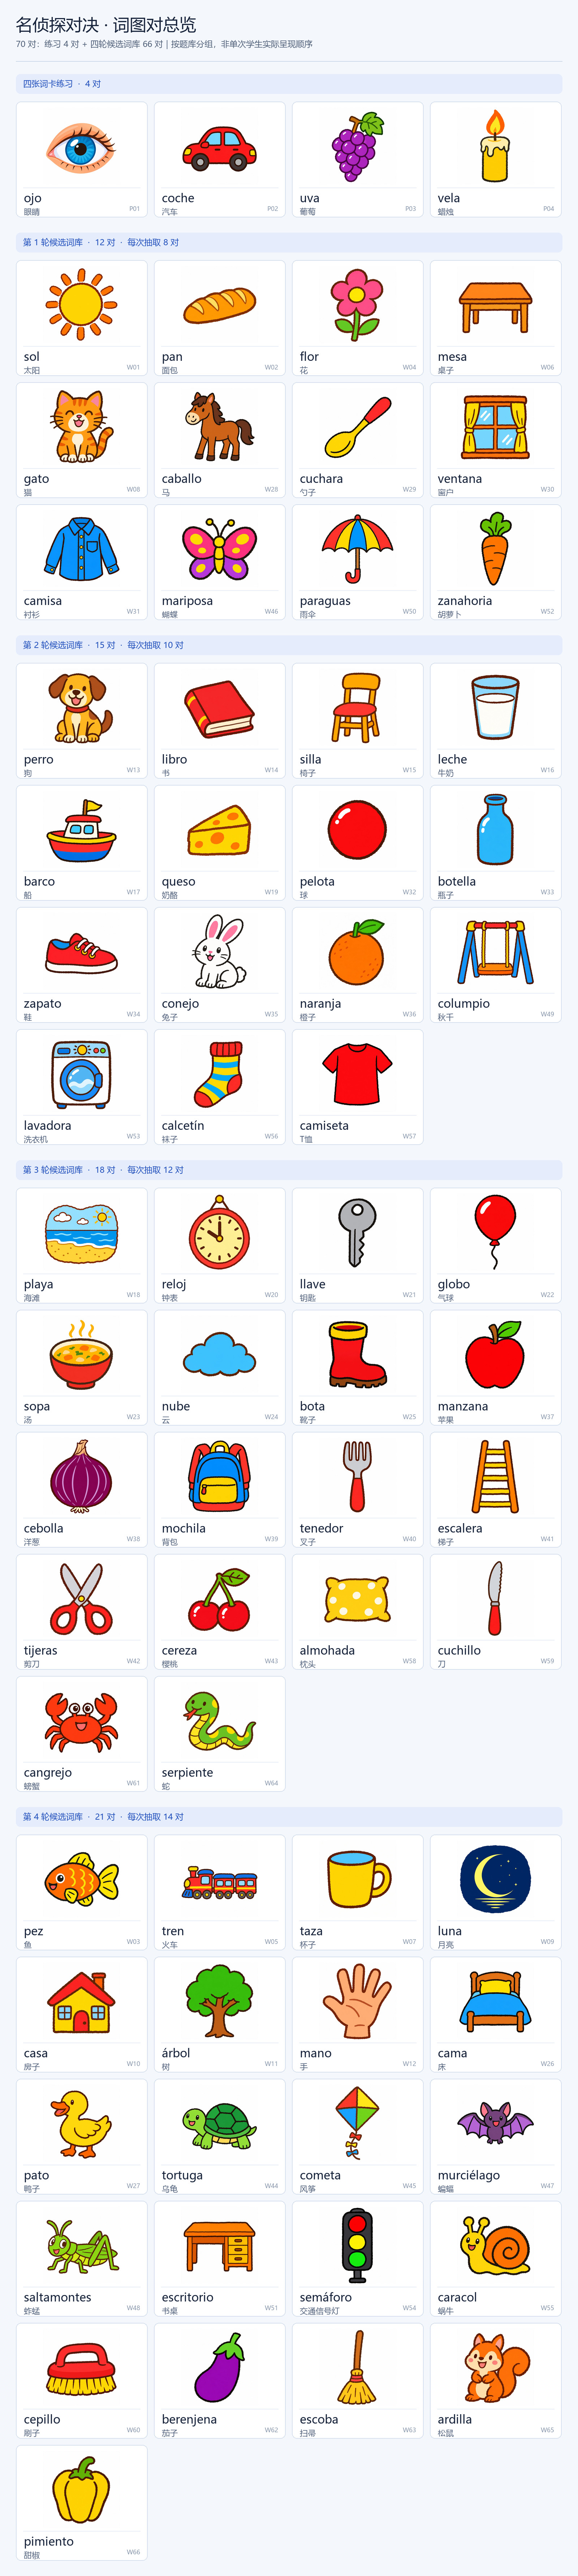 名侦探对决 · 词图对总览
70 对：练习 4 对 + 四轮候选词库 66 对 | 按题库分组，非单次学生实际呈现顺序
四张词卡练习 · 4 对
ojo
眼睛 P01
coche
汽车 P02
uva
葡萄 P03
vela
蜡烛 P04
第 1 轮候选词库 · 12 对 · 每次抽取 8 对
sol
太阳 W01
pan
面包 W02
flor
花 W04
mesa
桌子 W06
gato
猫 W08
caballo
马 W28
cuchara
勺子 W29
ventana
窗户 W30
camisa
衬衫 W31
mariposa
蝴蝶 W46
paraguas
雨伞 W50
zanahoria
胡萝卜 W52
第 2 轮候选词库 · 15 对 · 每次抽取 10 对
perro
狗 W13
libro
书 W14
silla
椅子 W15
leche
牛奶 W16
barco
船 W17
queso
奶酪 W19
pelota
球 W32
botella
瓶子 W33
zapato
鞋 W34
conejo
兔子 W35
naranja
橙子 W36
columpio
秋千 W49
lavadora
洗衣机 W53
calcetín
袜子 W56
camiseta
T恤 W57
第 3 轮候选词库 · 18 对 · 每次抽取 12 对
playa
海滩 W18
reloj
钟表 W20
llave
钥匙 W21
globo
气球 W22
sopa
汤 W23
nube
云 W24
bota
靴子 W25
manzana
苹果 W37
cebolla
洋葱 W38
mochila
背包 W39
tenedor
叉子 W40
escalera
梯子 W41
tijeras
剪刀 W42
cereza
樱桃 W43
almohada
枕头 W58
cuchillo
刀 W59
cangrejo
螃蟹 W61
serpiente
蛇 W64
第 4 轮候选词库 · 21 对 · 每次抽取 14 对
pez
鱼 W03
tren
火车 W05
taza
杯子 W07
luna
月亮 W09
casa
房子 W10
árbol
树 W11
mano
手 W12
cama
床 W26
pato
鸭子 W27
tortuga
乌龟 W44
cometa
风筝 W45
murciélago
蝙蝠 W47
saltamontes
蚱蜢 W48
escritorio
书桌 W51
semáforo
交通信号灯 W54
caracol
蜗牛 W55
cepillo
刷子 W60
berenjena
茄子 W62
escoba
扫帚 W63
ardilla
松鼠 W65
pimiento
甜椒 W66